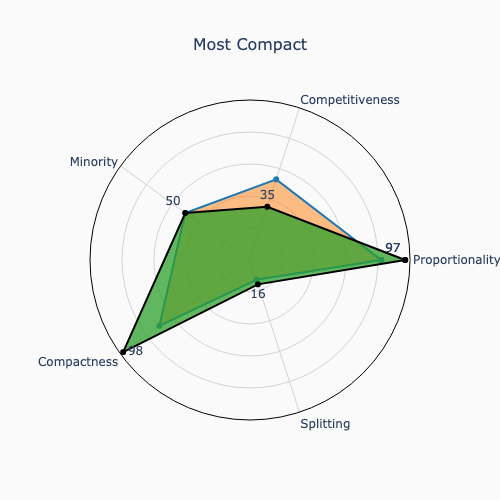 Most Compact
Competitiveness
Minority
50
35
97
Proportionality
16
98
Compactness
Splitting